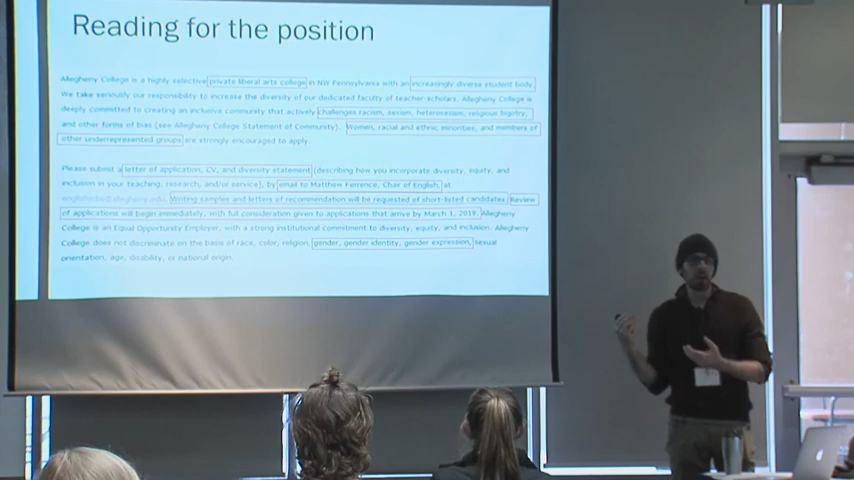 Reading for the position
Allegheny College is a highly selective private liberal arts college in NW Pennsylvania with an increasingly diverse student body.
We take seriously our responsibility to increase the diversity of our dedicated faculty of teacher-scholars. Allegheny College is
deeply committed to creating an inclusive community that actively challenges racism, sexism, heterosexism, religious bigotry,
and other forms of bias (see Allegheny College Statement of Community). Women, racial and ethnic minorities, and members of
other underrepresented groups are strongly encouraged to apply.
Please submit a letter of application, CV, and diversity statement (describing how you incorporate diversity, equity, and
inclusion in your teaching, research, and/or service), by email to Matthew Ferrence, Chair of English, at
Writing samples and letters of recommendation will be requested of short-listed candidates. Review
of applications will begin immediately, with full consideration given to applications that arrive by March 1, 2019. Allegheny
College is an Equal Opportunity Employer, with a strong institutional commitment to diversity, equity, and inclusion. Allegheny
College does not discriminate on the basis of race, color, religion, gender, gender identity, gender expression, sexual
orientation, age, disability, or national origin.